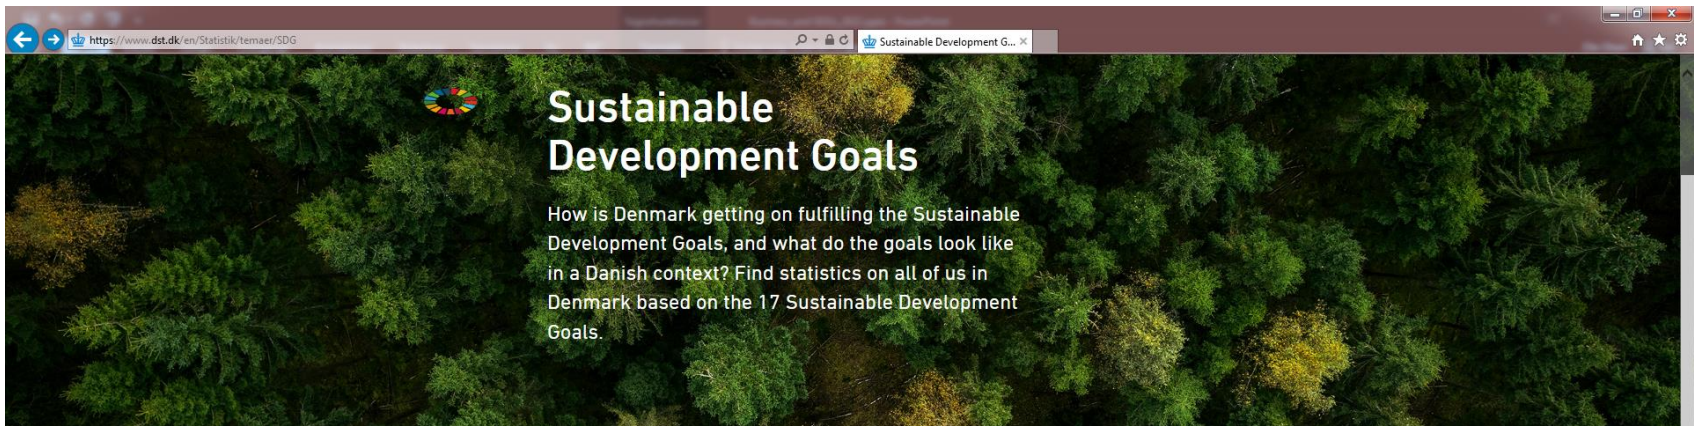 https://www.dst.dk/en/Statistik/temaer/SDG
Sustainable Development G...
Sustainable
Development Goals
How is Denmark getting on fulfilling the Sustainable
Development Goals, and what do the goals look like
in a Danish context? Find statistics on all of us in
Denmark based on the 17 Sustainable Development
Goals.